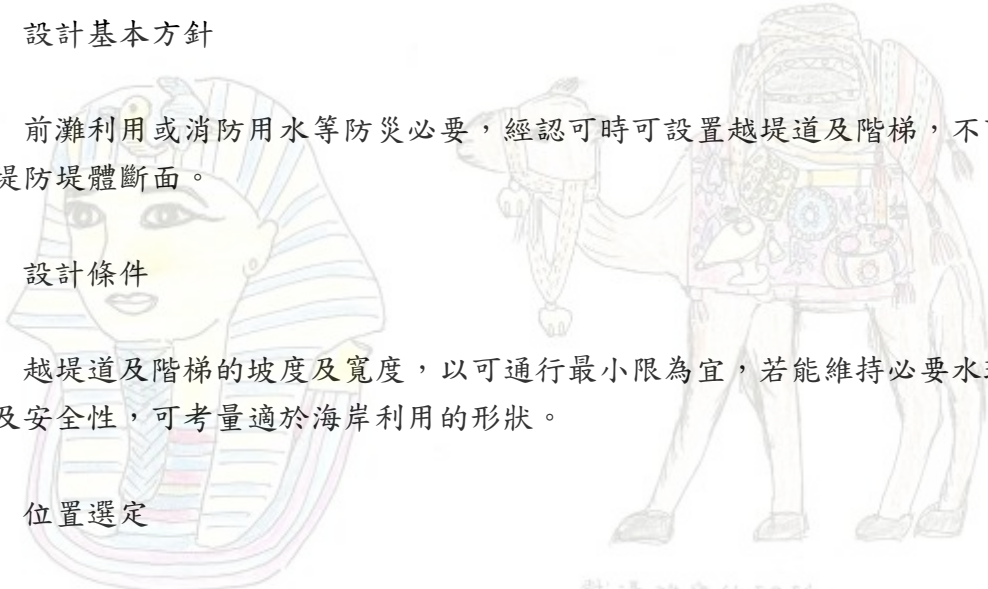 設計基本方針
前灘利用或消防用水等防災必要，經認可時可設置越堤道及階梯，不
堤防堤體斷面。
設計條件
越堤道及階梯的坡度及寬度，以可通行最小限為宜，若能維持必要水
及安全性，可考量適於海岸利用的形狀。
位置選定